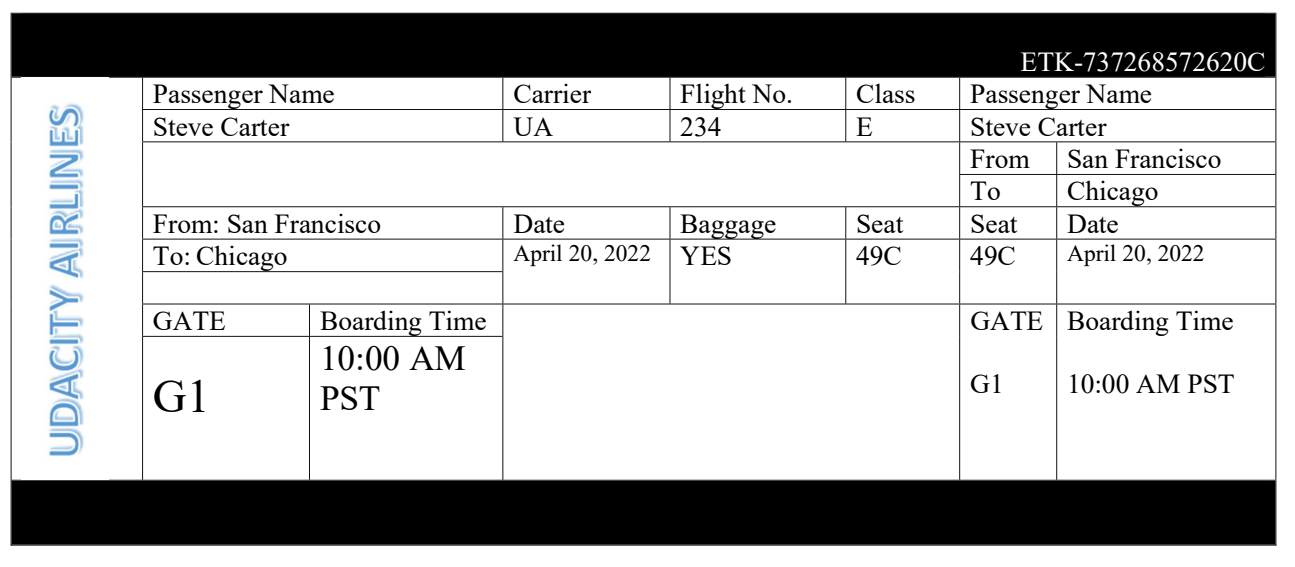 ETK-737268572620C
UDACITY AIRLINES
Passenger Name Carrier Flight No. Class Passenger Name
Steve Carter UA 234 E Steve Carter
From San Francisco
To Chicago
From: San Francisco Date Baggage Seat Seat Date
To: Chicago April 20, 2022 YES 49C 49C April 20, 2022
GATE Boarding Time GATE Boarding Time
10:00 AM
G1 PST G1 10:00 AM PST